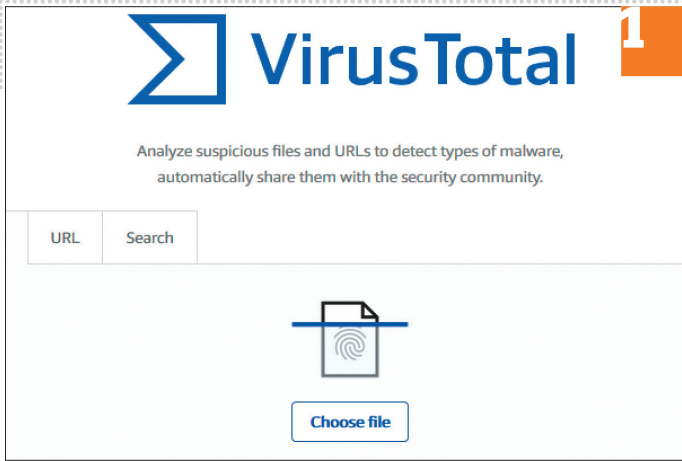 1
VirusTotal
Analyze suspicious files and URLs to detect types of malware,
automatically share them with the security community.
URL Search
Choose file